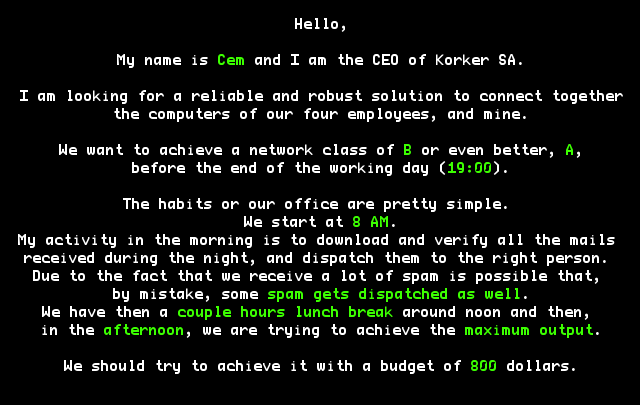 Hello,
My name is Cem and I am the CEO of Korker SA.
I am looking for a reliable and robust solution to connect together
the computers of our four employees, and mine.
We want to achieve a network class of B or even better, A,
before the end of the working day (19:00).
The habits or our office are pretty simple.
We start at 8 AM.
My activity in the morning is to download and verify all the mails
received during the night, and dispatch them to the right person.
Due to the fact that we receive a lot of spam is possible that,
by mistake, some spam gets dispatched as well.
We have then a couple hours lunch break around noon and then,
in the afternoon, we are trying to achieve the maximum output.
We should try to achieve it with a budget of 800 dollars.